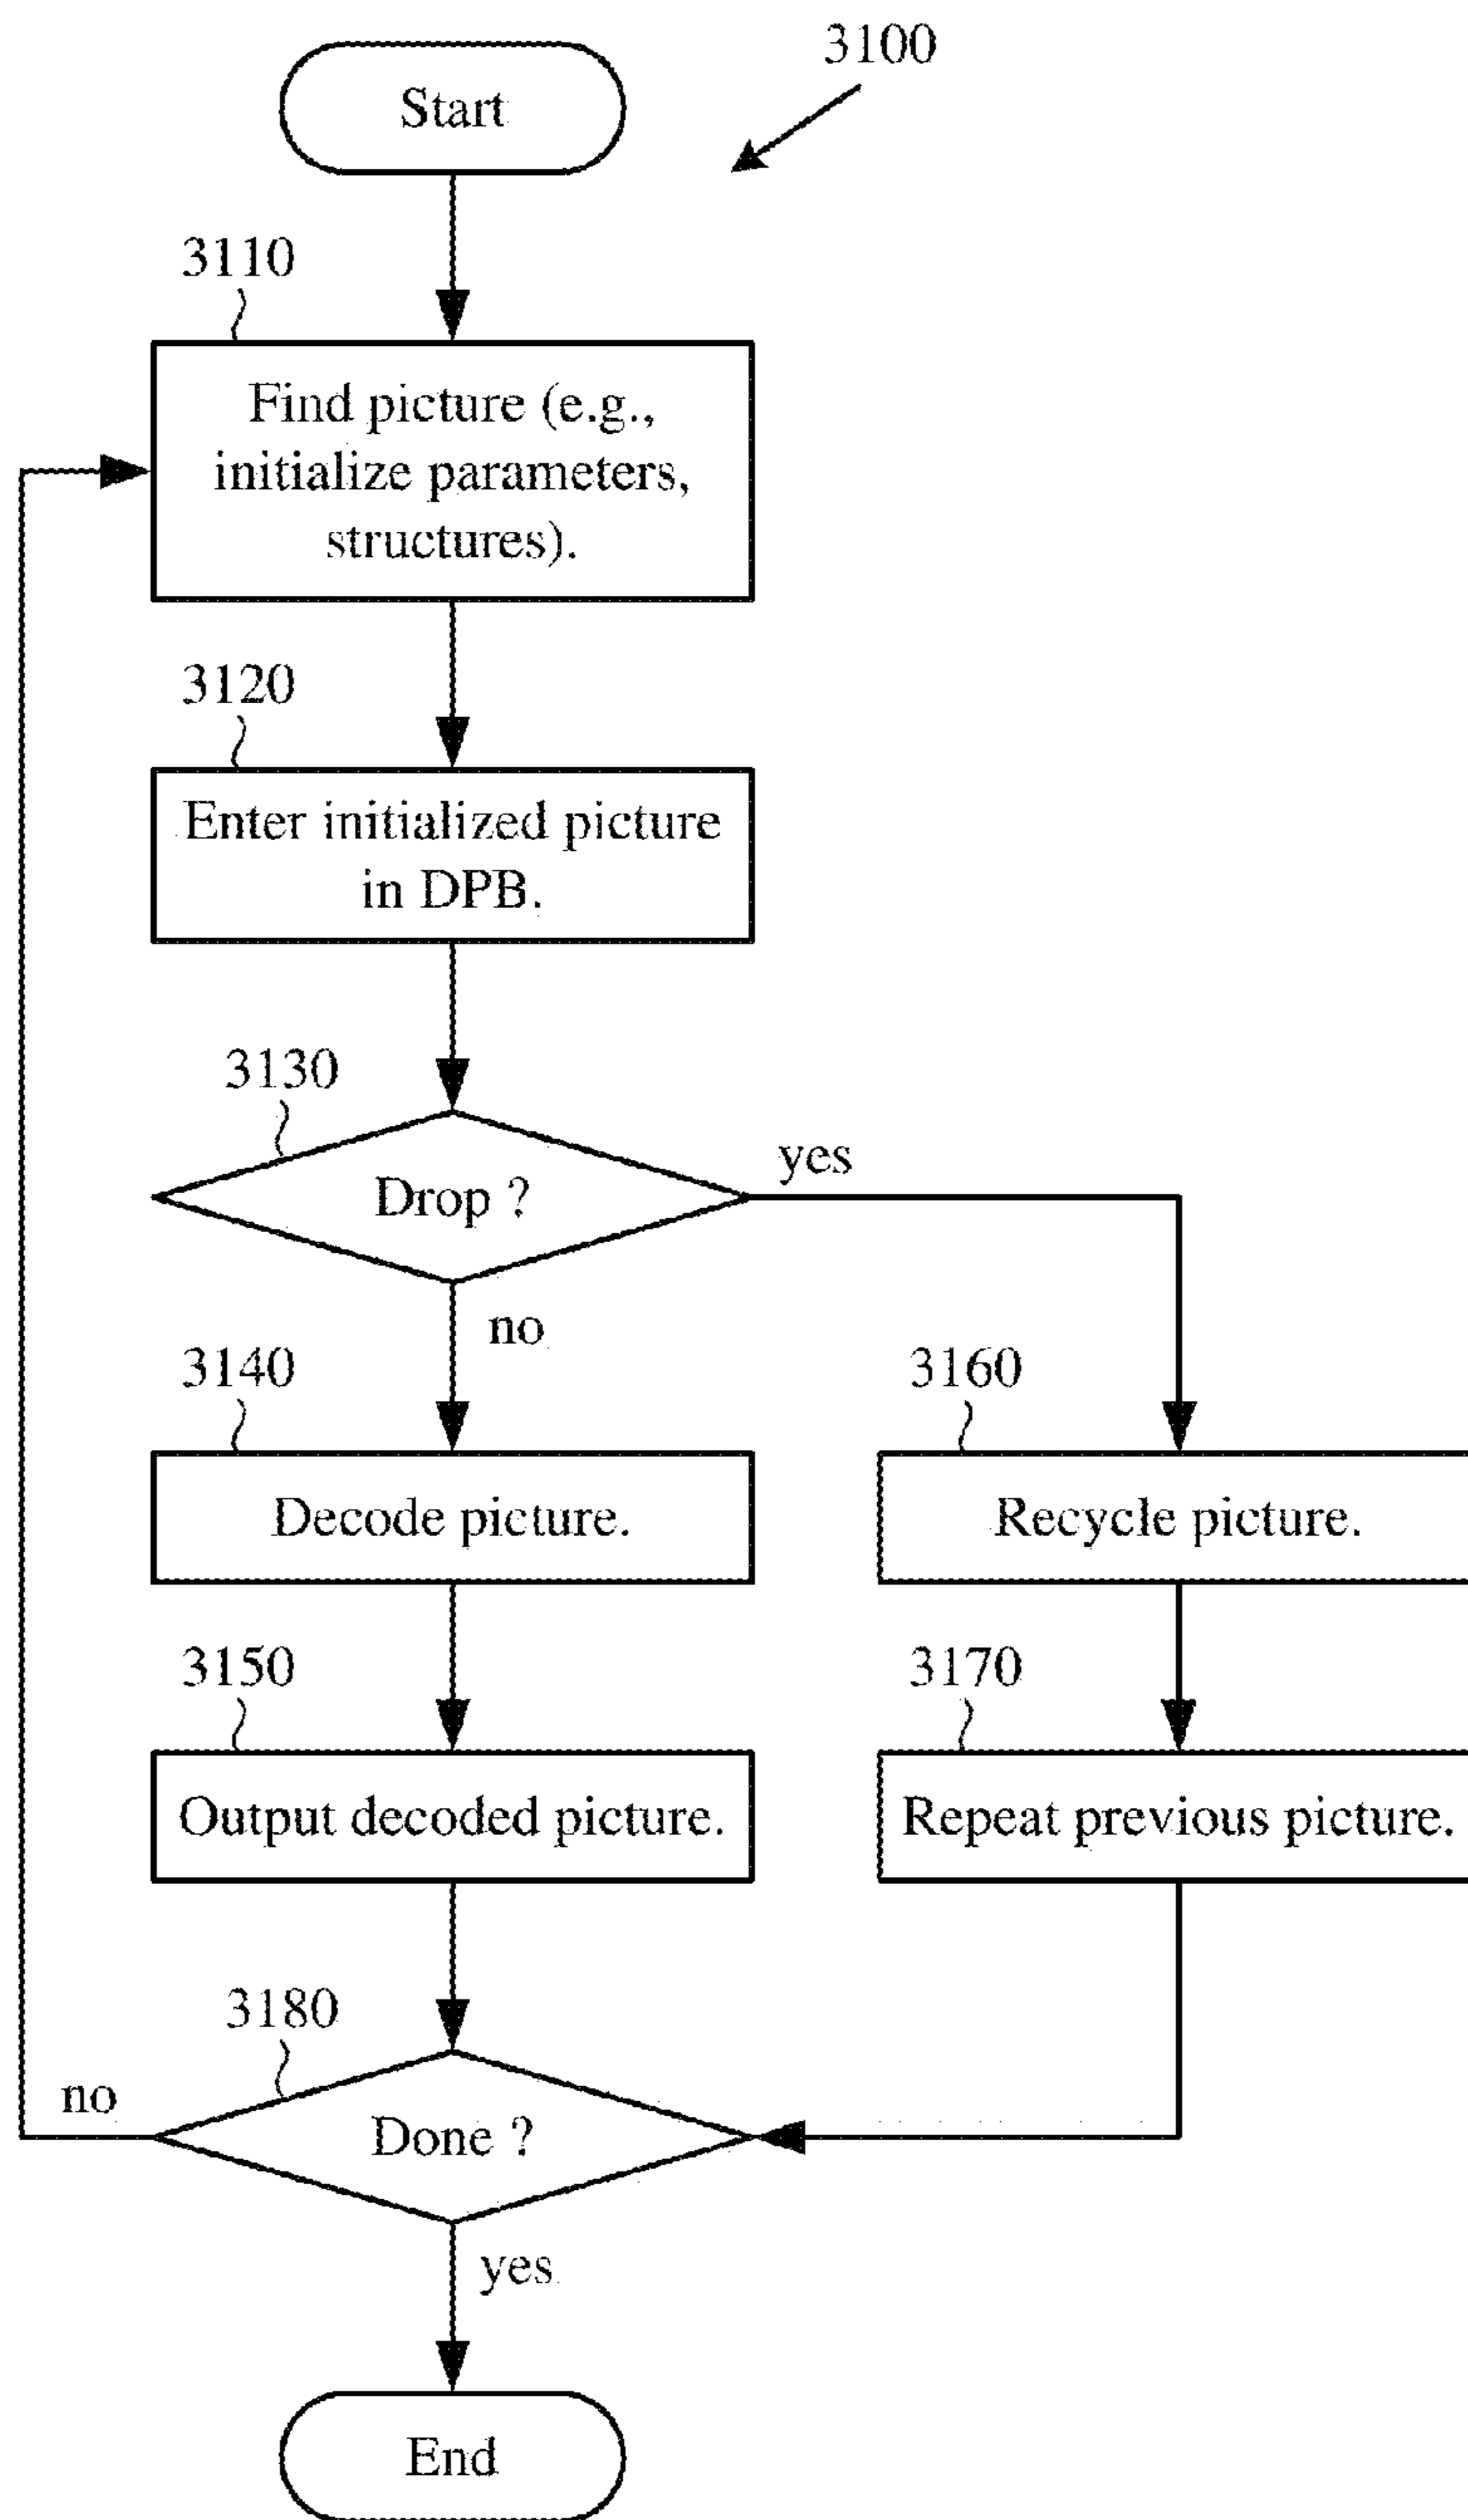 Start
3100
3110
Find picture (e.g.,
initialize parameters,
structures).
3120
Enter initialized picture
in DPB.
3130
Drop ?
yes
no
3140
Decode picture.
3160
Recycle picture.
3150
Output decoded picture.
3170
Repeat previous picture.
3180
Done ?
no
yes
End